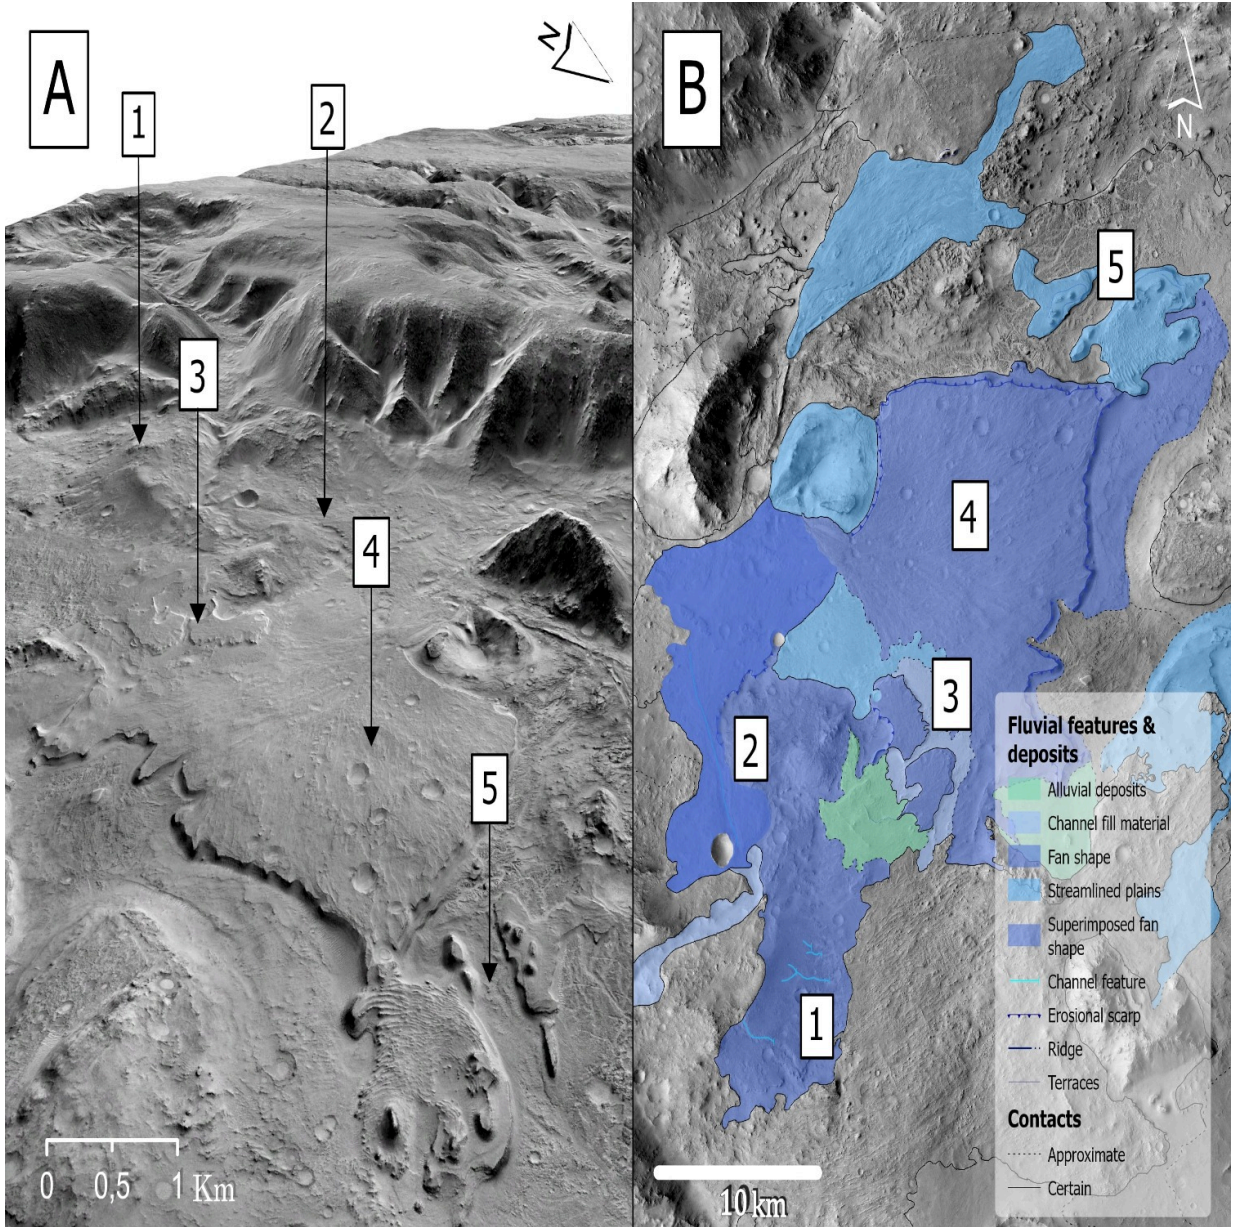 A
N
1
2
3
4
5
0 0,5 1 Km
B
N
5
4
3
2
1
Fluvial features &
deposits
Alluvial deposits
Channel fill material
Fan shape
Streamlined plains
Superimposed fan
shape
Channel feature
Erosional scarp
Ridge
Terraces
Contacts
Approximate
Certain
10 km